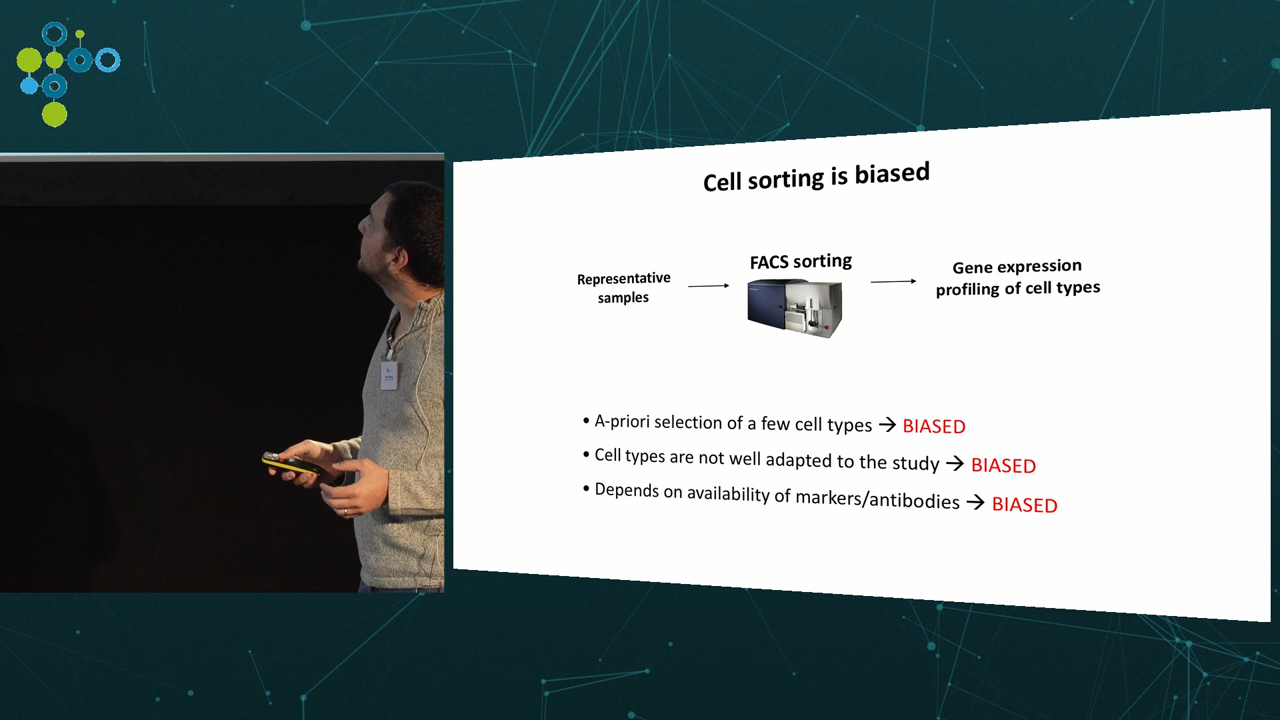 Cell sorting is biased
Representative
samples
FACS sorting
Gene expression
profiling of cell types
• A-priori selection of a few cell types → BIASED
• Cell types are not well adapted to the study → BIASED
• Depends on availability of markers/antibodies → BIASED